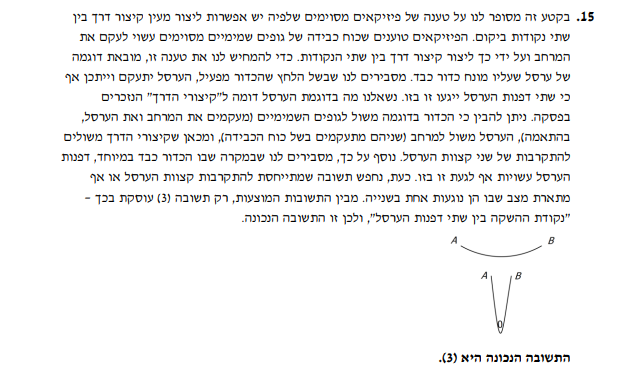 15. בקטע זה מסופר לנו על טענה של פיזיקאים מסוימים שלפיה יש אפשרות ליצור מעין קיצור דרך בין
שתי נקודות ביקום. הפיזיקאים טוענים שכוח כבידה של גופים שמימיים מסוימים עשוי לעקם את
המרחב ועל ידי כך ליצור קיצור דרך בין שתי הנקודות. כדי להמחיש לנו את טענה זו, מובאת דוגמה
של ערסל שעליו מונח כדור כבד. מסבירים לנו שבשל הלחץ שהכדור מפעיל, הערסל יתעקם וייתכן אף
כי שתי דפנות הערסל ייגעו זו בזו. נשאלנו מה בדוגמת הערסל דומה ל"קיצורי הדרך" הנזכרים
בפסקה. ניתן להבין כי הכדור בדוגמה משול לגופים השמימיים (מעקמים את המרחב ואת הערסל,
בהתאמה), הערסל משול למרחב (שניהם מתעקמים בשל כוח הכבידה), ומכאן שקיצורי הדרך משולים
להתקרבות של שני קצוות הערסל. נוסף על כך, מסבירים לנו שבמקרה שבו הכדור כבד במיוחד, דפנות
הערסל עשויות אף לגעת זו בזו. כעת, נחפש תשובה שמתייחסת להתקרבות קצוות הערסל או אף
מתארת מצב שבו הן נוגעות אחת בשנייה. מבין התשובות המוצעות, רק תשובה (3) עוסקת בכך –
"נקודת ההשקה בין שתי דפנות הערסל", ולכן זו התשובה הנכונה.
A B
A B
התשובה הנכונה היא (3).